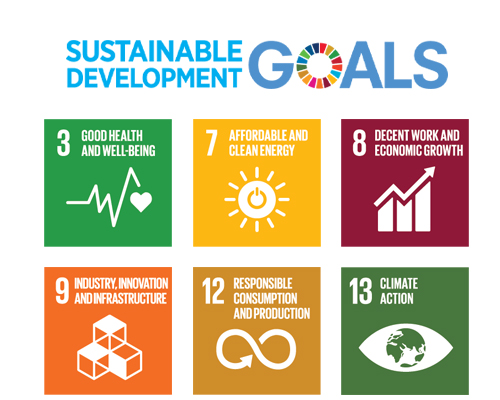 SUSTAINABLE
DEVELOPMENT
GOALS
3 GOOD HEALTH
AND WELL-BEING
7 AFFORDABLE AND
CLEAN ENERGY
8 DECENT WORK AND
ECONOMIC GROWTH
9 INDUSTRY, INNOVATION
AND INFRASTRUCTURE
12 RESPONSIBLE
CONSUMPTION
AND PRODUCTION
13 CLIMATE
ACTION